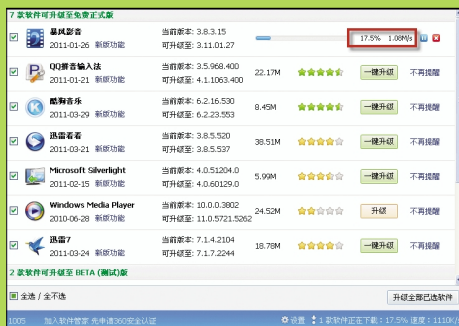 7 款软件可升级至免费正式版
暴风影音
2011-01-26 新版功能
当前版本: 3.8.3.15
可升级至: 3.11.01.27
17.5% 1.08M/s
QQ拼音输入法
2011-01-21 新版功能
当前版本: 3.5.968.400
可升级至: 4.1.1063.400
22.17M
一键升级
不再提醒
酷狗音乐
2011-03-29 新版功能
当前版本: 6.2.16.530
可升级至: 6.2.23.553
8.45M
一键升级
不再提醒
迅雷看看
2011-03-21 新版功能
当前版本: 3.8.5.520
可升级至: 3.8.5.537
38.51M
一键升级
不再提醒
Microsoft Silverlight
2011-02-15 新版功能
当前版本: 4.0.51204.0
可升级至: 4.0.60129.0
5.99M
一键升级
不再提醒
Windows Media Player
2010-06-28 新版功能
当前版本: 10.0.0.3802
可升级至: 11.0.5721.5262
24.52M
升级
不再提醒
迅雷7
2011-03-24 新版功能
当前版本: 7.1.4.2104
可升级至: 7.1.7.2244
18.78M
一键升级
不再提醒
2 款软件可升级至 BETA (测试)版
全选 / 全不选
升级全部已选软件
1005 加入软件管家 先申请360安全认证
设置 1 款软件正在下载: 17.5% 速度: 1110K/